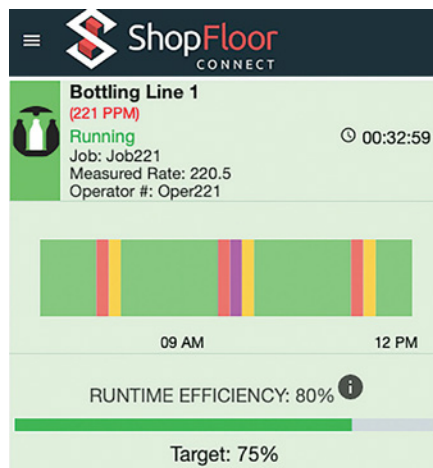 ShopFloor
CONNECT
Bottling Line 1
(221 PPM)
Running
00:32:59
Job: Job221
Measured Rate: 220.5
Operator #: Oper221
09 AM
12 PM
RUNTIME EFFICIENCY: 80% i
Target: 75%